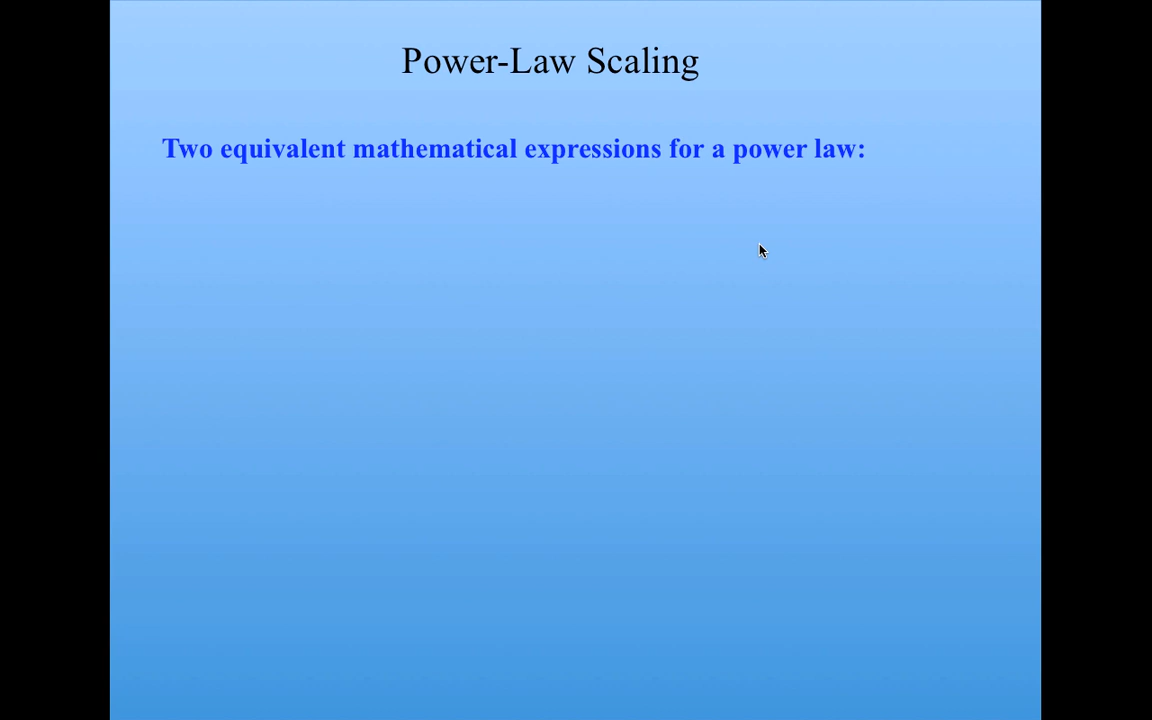 Power-Law Scaling
Two equivalent mathematical expressions for a power law: